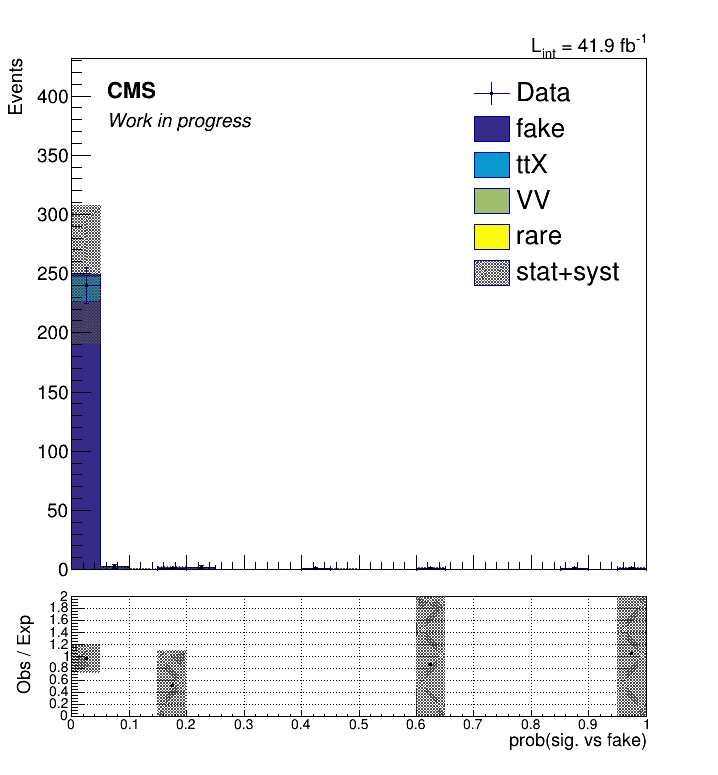 L_int = 41.9 fb^-1
Events
CMS
Work in progress
Data
fake
ttX
VV
rare
stat+syst
400
350
300
250
200
150
100
50
0
Obs / Exp
2
1.8
1.6
1.4
1.2
1
0.8
0.6
0.4
0.2
0
0 0.1 0.2 0.3 0.4 0.5 0.6 0.7 0.8 0.9 1
prob(sig. vs fake)